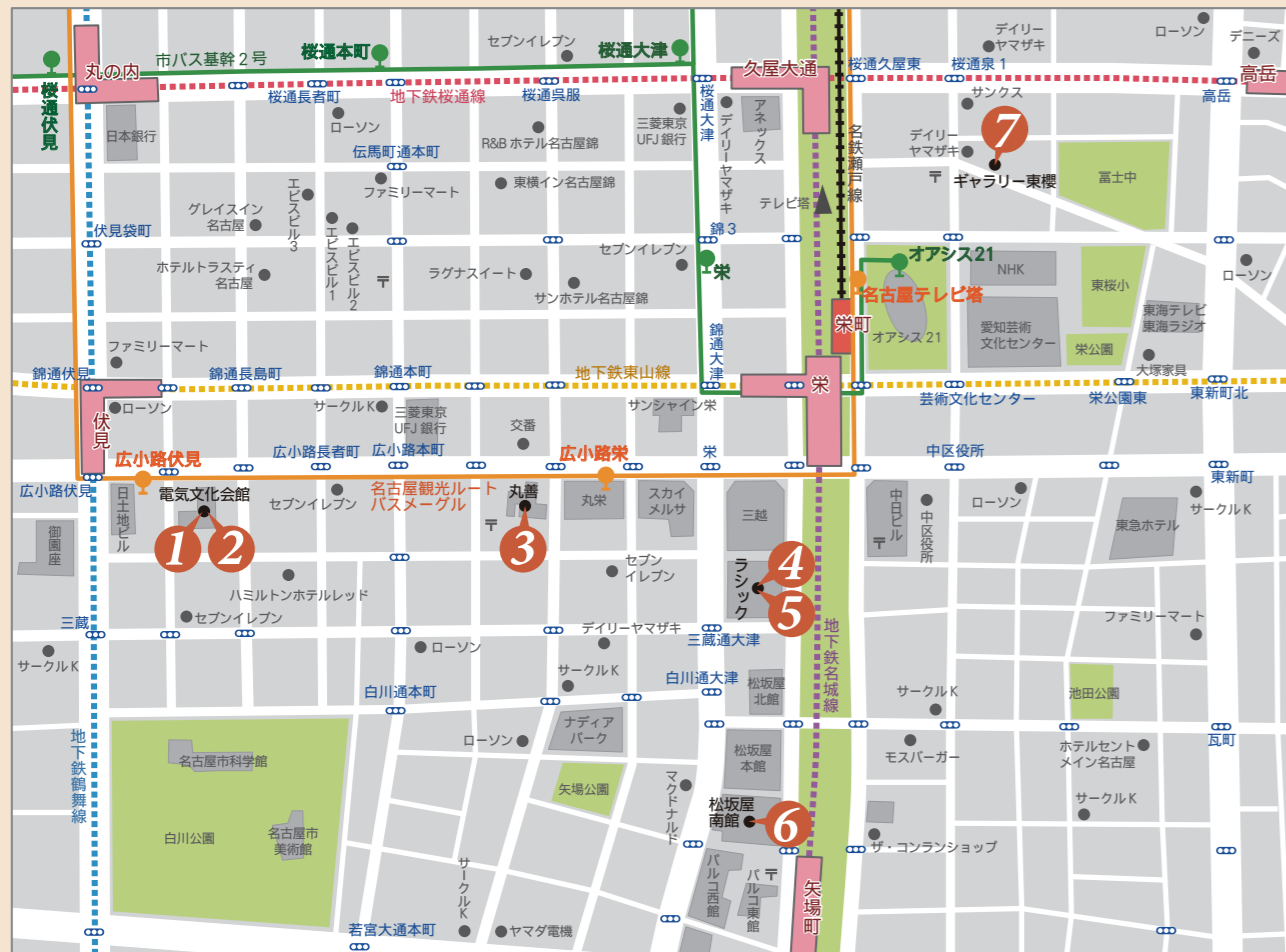 桜通本町
セブンイレブン
桜通大津
デイリー
ヤマザキ
ローソン
デニーズ
市バス基幹2号
丸の内
桜通伏見
久屋大通
桜通久屋東
桜通泉1
高岳
桜通長者町
地下鉄桜通線
桜通呉服
桜通大津
サンクス
高岳
日本銀行
ローソン
R&Bホテル名古屋錦
三菱東京
UFJ銀行
デイリーヤマザキ
アネックス
名鉄瀬戸線
デイリー
ヤマザキ
7
伝馬町通本町
ファミリーマート
東横イン名古屋錦
〒
ギャラリー東櫻
冨士中
エビスビル3
グレイスイン
名古屋
エビスビル1
エビスビル2
テレビ塔
伏見袋町
錦3
セブンイレブン
ホテルトラスティ
名古屋
〒
ラグナスイート
サンホテル名古屋錦
栄
オアシス21
名古屋テレビ塔
NHK
東桜小
ローソン
栄町
オアシス21
愛知芸術
文化センター
東海テレビ
東海ラジオ
栄公園
大塚家具
ファミリーマート
錦通伏見
錦通長島町
錦通本町
地下鉄東山線
錦通大津
栄
芸術文化センター
栄公園東
東新町北
伏見
ローソン
サークルK
三菱東京
UFJ銀行
交番
サンシャイン栄
広小路伏見
広小路長者町
広小路本町
広小路栄
栄
中区役所
東新町
広小路伏見
日土地ビル
電気文化会館
セブンイレブン
名古屋観光ルート
バスメーグル
丸善
〒
丸栄
スカイ
メルサ
三越
中日ビル
〒
中区役所
ローソン
東急ホテル
サークルK
御園座
1
2
3
4
5
ラシック
ハミルトンホテルレッド
セブン
イレブン
セブンイレブン
三蔵
サークルK
ローソン
デイリーヤマザキ
三蔵通大津
地下鉄名城線
ファミリーマート
サークルK
白川通本町
白川通大津
松坂屋
北館
サークルK
池田公園
地下鉄鶴舞線
名古屋市科学館
ローソン
ナディア
パーク
松坂屋
本館
モスバーガー
ホテルセント
メイン名古屋
瓦町
矢場公園
マクドナルド
サークルK
白川公園
名古屋市
美術館
松坂屋
南館
6
ザ・コンランショップ
サークルK
パルコ西館
パルコ東館
〒
矢場町
若宮大通本町
ヤマダ電機